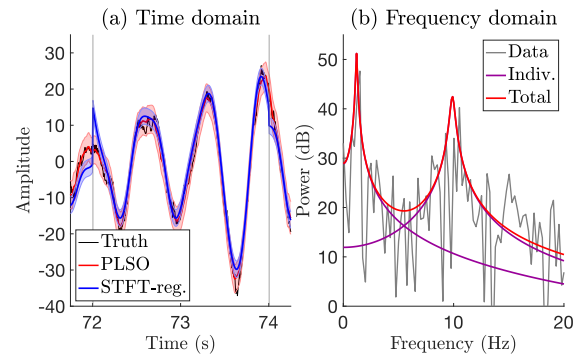 (a) Time domain
Amplitude
30
20
10
0
-10
-20
-30
-40
Truth
PLSO
STFT-reg.
72
73
74
Time (s)
(b) Frequency domain
Power (dB)
50
40
30
20
10
0
Data
Indiv.
Total
0
10
20
Frequency (Hz)